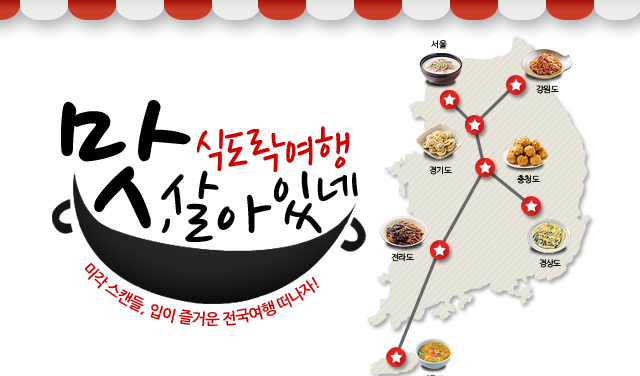 식도락여행
맛, 살아있네
미각 스캔들, 입이 즐거운 전국여행 떠나자!
서울
강원도
경기도
충청도
전라도
경상도